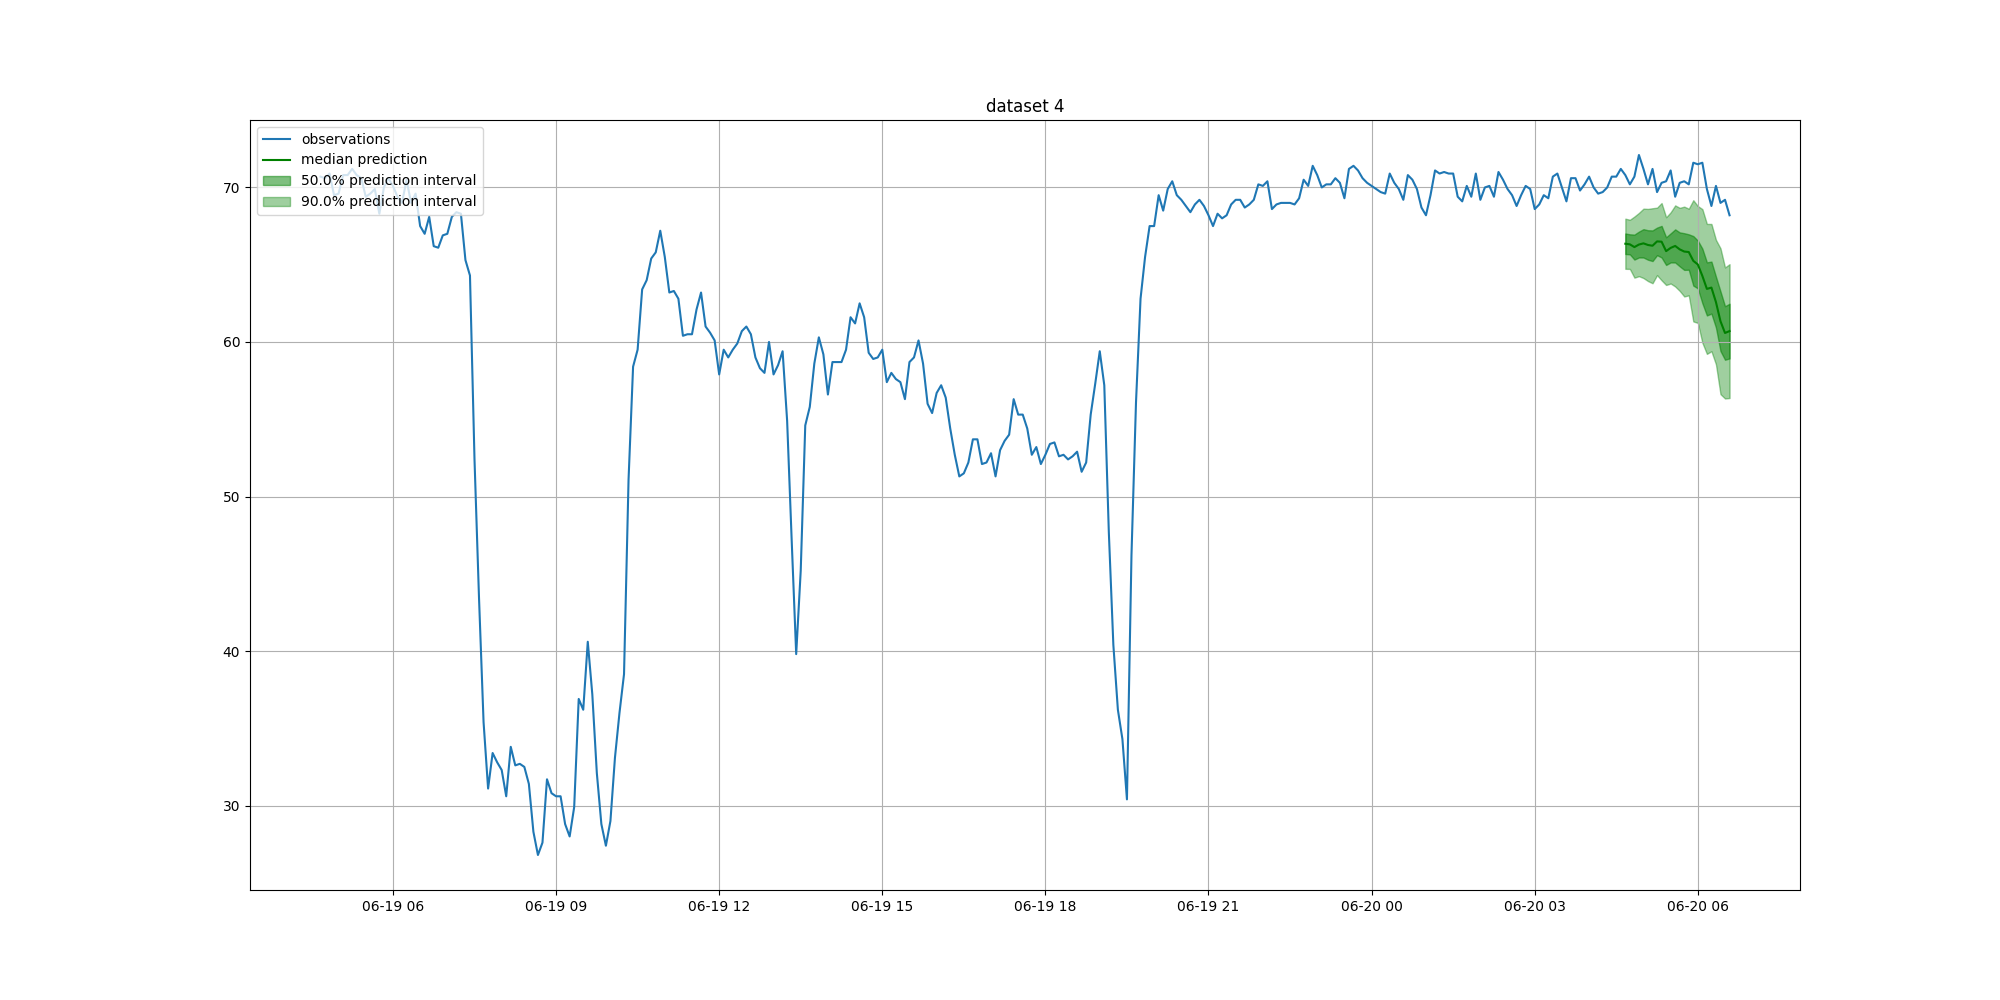 dataset 4
observations
median prediction
50.0% prediction interval
90.0% prediction interval
70
60
50
40
30
06-19 06
06-19 09
06-19 12
06-19 15
06-19 18
06-19 21
06-20 00
06-20 03
06-20 06